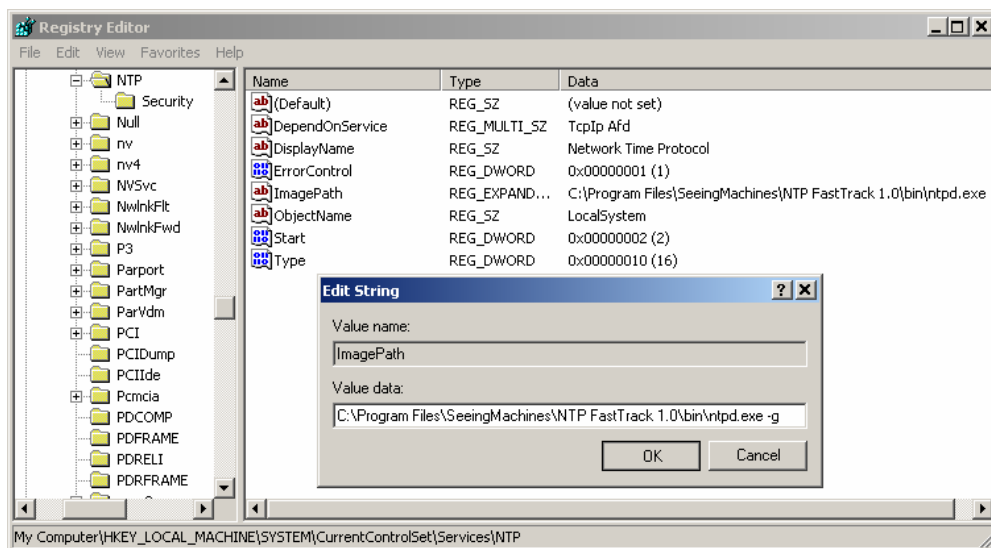 Registry Editor
File Edit View Favorites Help
NTP
Security
Null
nv
nv4
NVSvc
NwlnkFlt
NwlnkFwd
P3
Parport
PartMgr
ParVdm
PCI
PCIDump
PCIIde
Pcmcia
PDCOMP
PDFRAME
PDRELI
PDRFRAME
Name Type Data
(Default) REG_SZ (value not set)
DependOnService REG_MULTI_SZ TcpIp Afd
DisplayName REG_SZ Network Time Protocol
ErrorControl REG_DWORD 0x00000001 (1)
ImagePath REG_EXPAND... C:\Program Files\SeeingMachines\NTP FastTrack 1.0\bin\ntpd.exe
ObjectName REG_SZ LocalSystem
Start REG_DWORD 0x00000002 (2)
Type REG_DWORD 0x00000010 (16)
Edit String
Value name:
ImagePath
Value data:
C:\Program Files\SeeingMachines\NTP FastTrack 1.0\bin\ntpd.exe -g
OK Cancel
My Computer\HKEY_LOCAL_MACHINE\SYSTEM\CurrentControlSet\Services\NTP